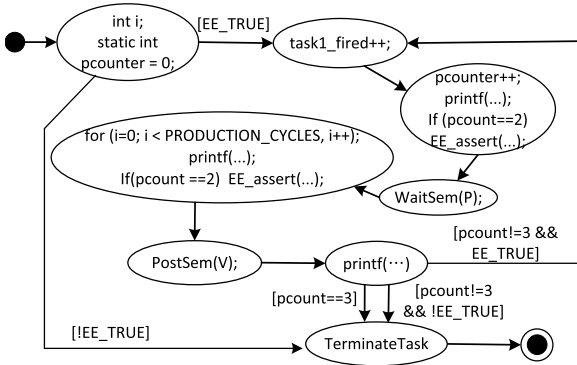 int i;
static int
pcounter = 0;
[EE_TRUE]
task1_fired++;
pcounter++;
printf(...);
If (pcount==2)
EE_assert(...);
for (i=0; i < PRODUCTION_CYCLES, i++);
printf(...);
If(pcount ==2)  EE_assert(...);
WaitSem(P);
PostSem(V);
printf(⋯)
[pcount!=3 &&
EE_TRUE]
[pcount==3]
[pcount!=3
&& !EE_TRUE]
[!EE_TRUE]
TerminateTask